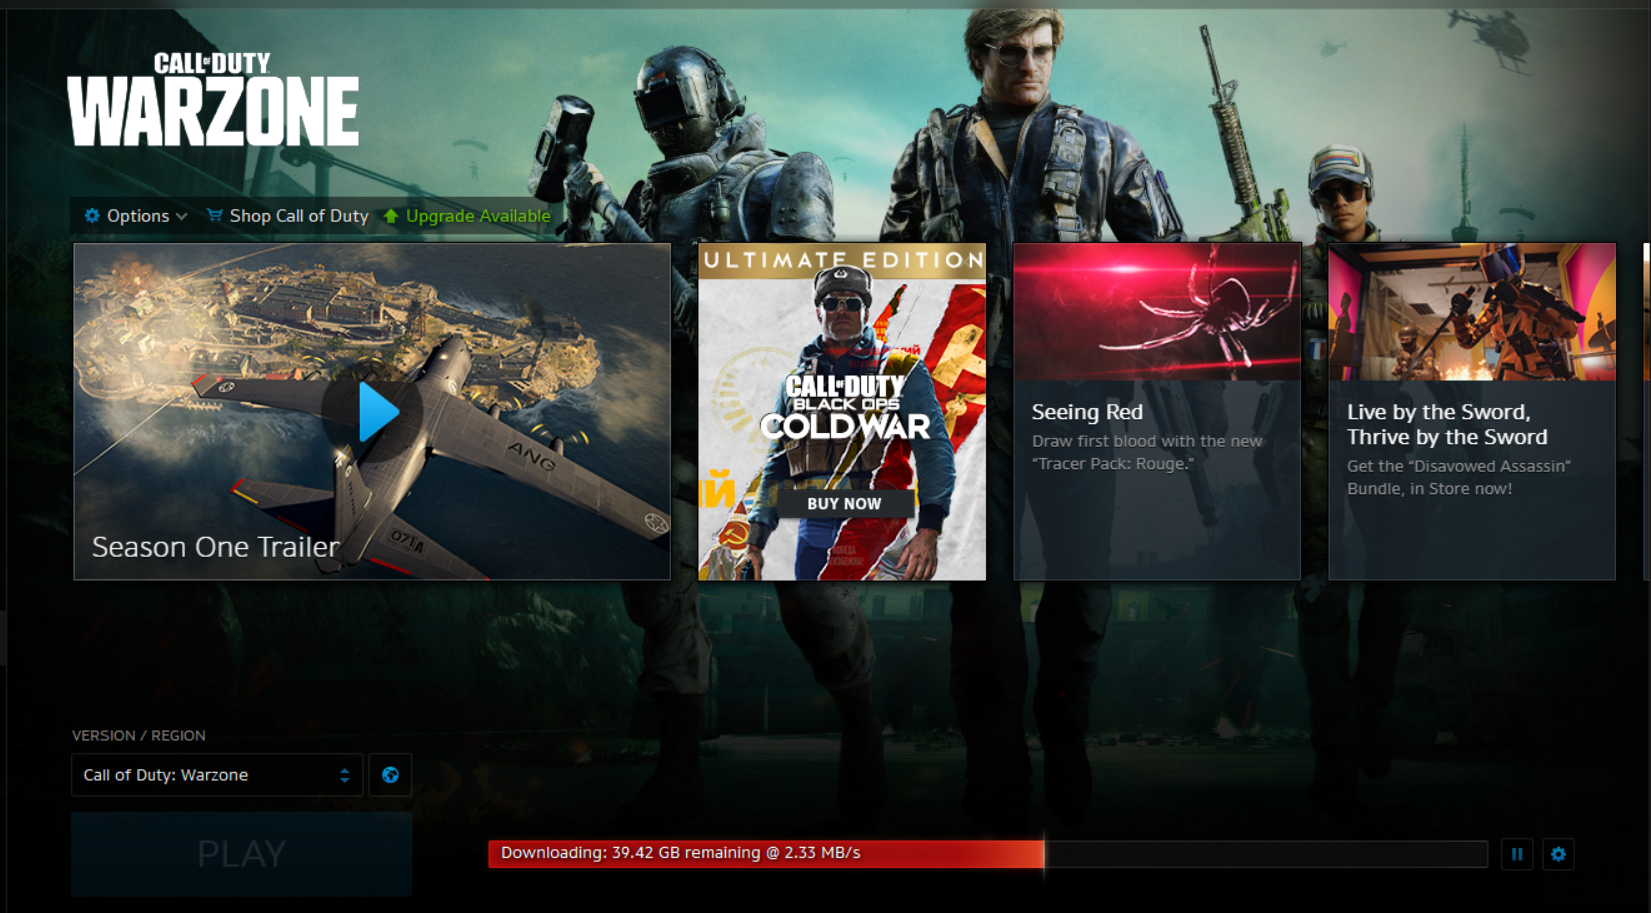 CALL OF DUTY
WARZONE
Options
Shop Call of Duty
Upgrade Available
ANG
071A
Season One Trailer
ULTIMATE EDITION
CALL OF DUTY
BLACK OPS
COLD WAR
ИЙ
BUY NOW
Seeing Red
Draw first blood with the new
“Tracer Pack: Rouge.”
Live by the Sword,
Thrive by the Sword
Get the “Disavowed Assassin”
Bundle, in Store now!
VERSION / REGION
Call of Duty: Warzone
PLAY
Downloading: 39.42 GB remaining @ 2.33 MB/s